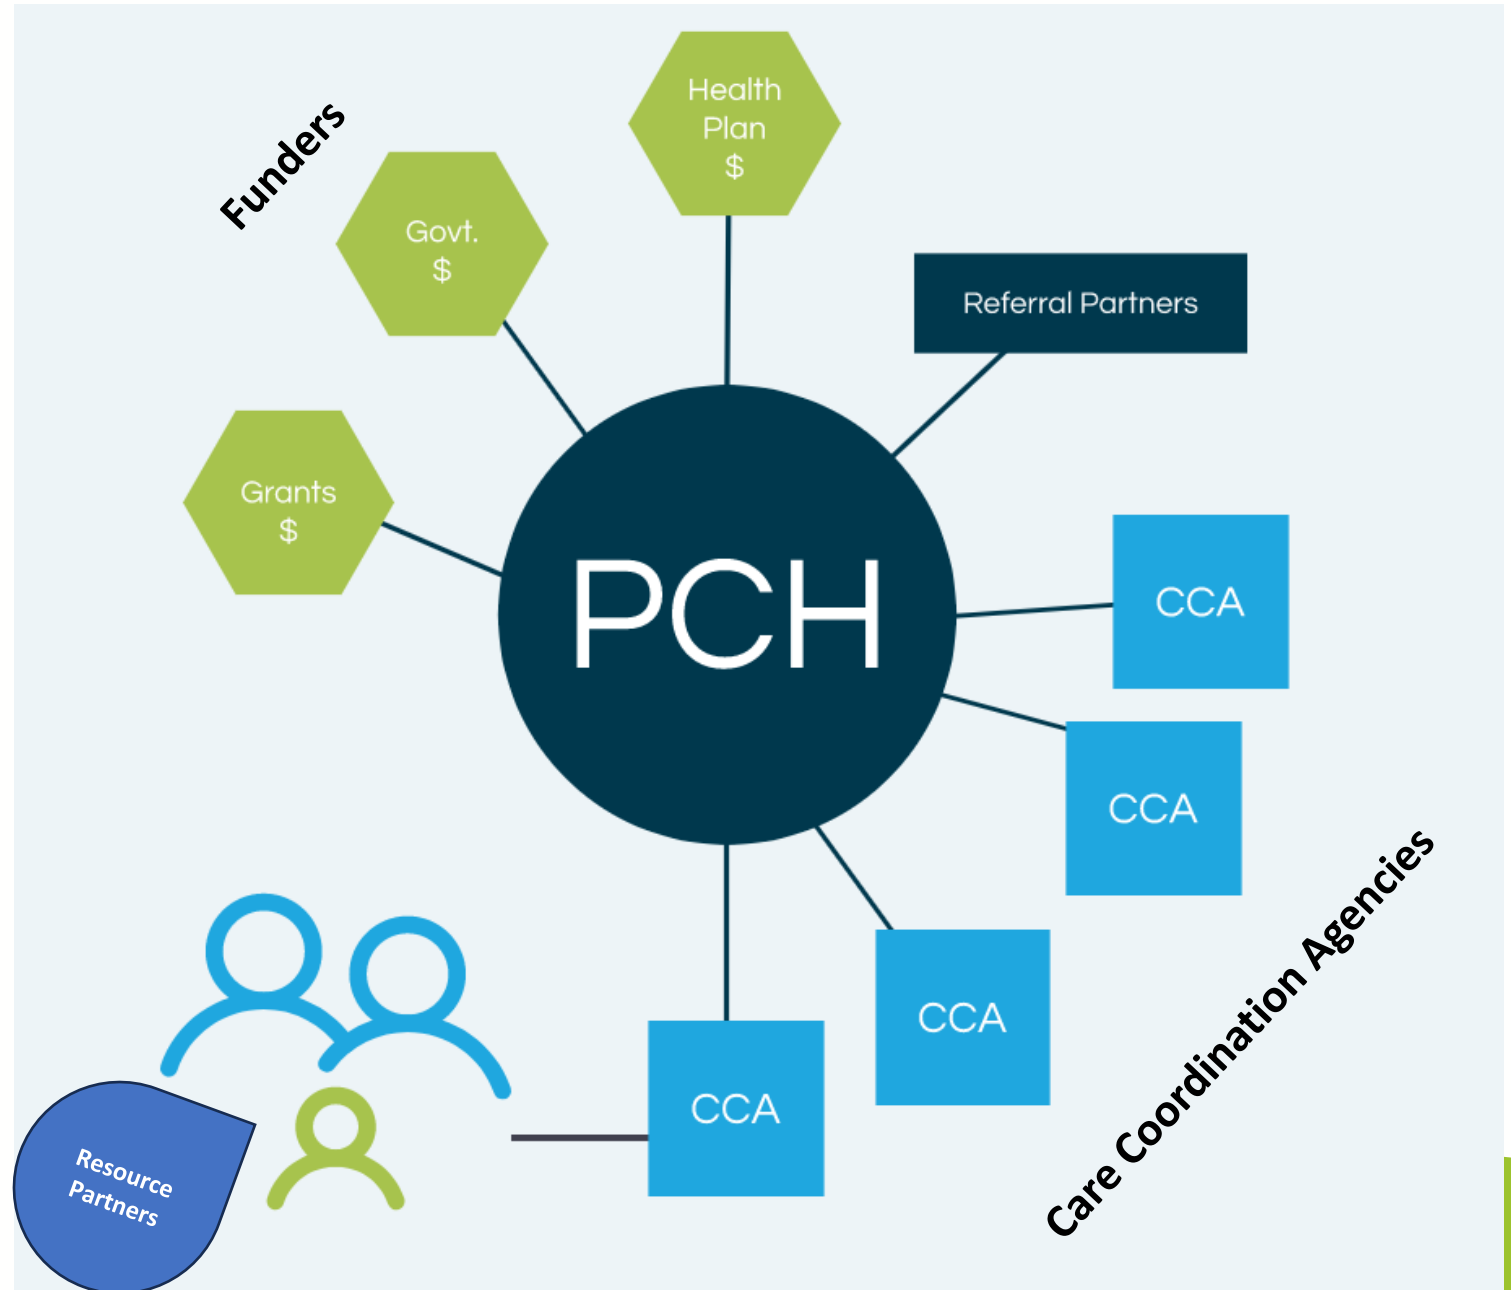 Funders
Health
Plan
$
Govt.
$
Referral Partners
Grants
$
PCH
CCA
CCA
CCA
CCA
Care Coordination Agencies
Resource
Partners